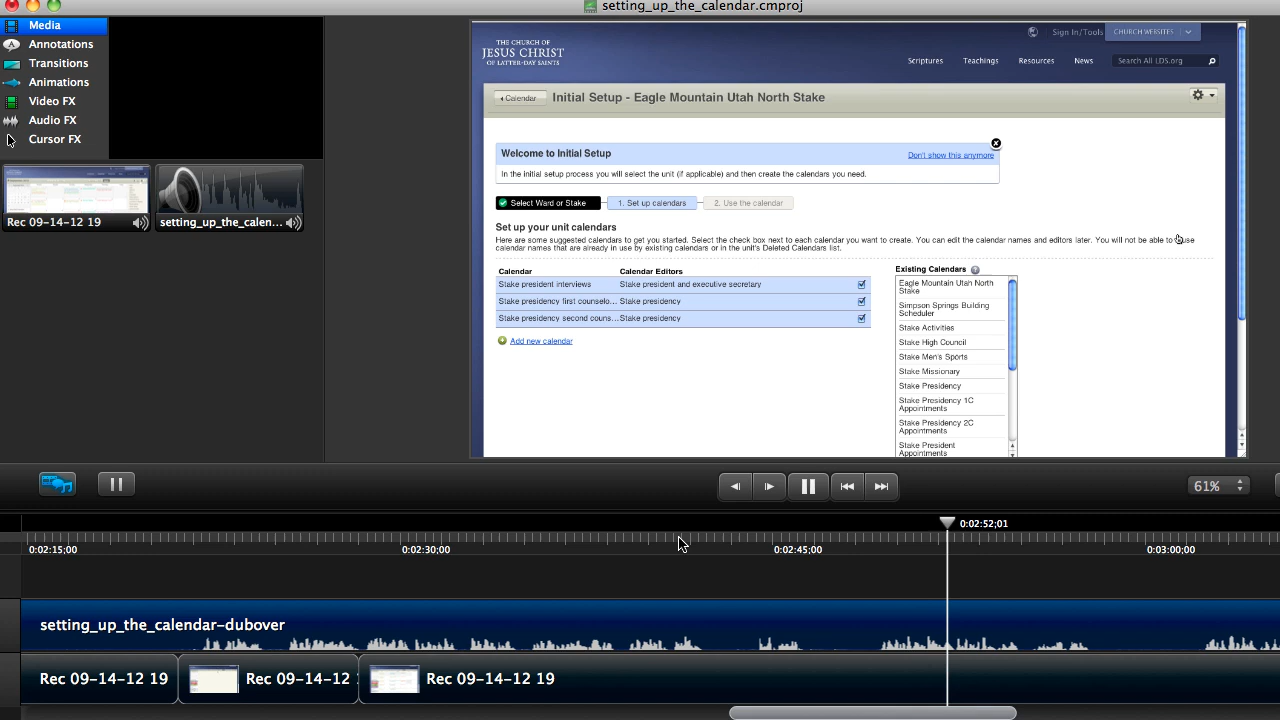 setting_up_the_calendar.cmproj
Media
Annotations
Transitions
Animations
Video FX
Audio FX
Cursor FX
Rec 09-14-12 19
setting_up_the_calen...
THE CHURCH OF
JESUS CHRIST
OF LATTER-DAY SAINTS
Sign In/Tools
CHURCH WEBSITES
Scriptures
Teachings
Resources
News
Search All LDS.org
Calendar
Initial Setup - Eagle Mountain Utah North Stake
Welcome to Initial Setup
Don't show this anymore
In the initial setup process you will select the unit (if applicable) and then create the calendars you need.
Select Ward or Stake
1. Set up calendars
2. Use the calendar
Set up your unit calendars
Here are some suggested calendars to get you started. Select the check box next to each calendar you want to create. You can edit the calendar names and editors later. You will not be able to
calendar names that are already in use by existing calendars or in the unit's Deleted Calendars list.
Calendar
Calendar Editors
Stake president interviews
Stake president and executive secretary
Stake presidency first counselo...
Stake presidency
Stake presidency second couns...
Stake presidency
Add new calendar
Existing Calendars ?
Eagle Mountain Utah North
Stake
Simpson Springs Building
Scheduler
Stake Activities
Stake High Council
Stake Men's Sports
Stake Missionary
Stake Presidency
Stake Presidency 1C
Appointments
Stake Presidency 2C
Appointments
Stake President
Appointments
61%
0:02:52;01
0:02:15;00
0:02:30;00
0:02:45;00
0:03:00;00
setting_up_the_calendar-dubover
Rec 09-14-12 19
Rec 09-14-12
Rec 09-14-12 19